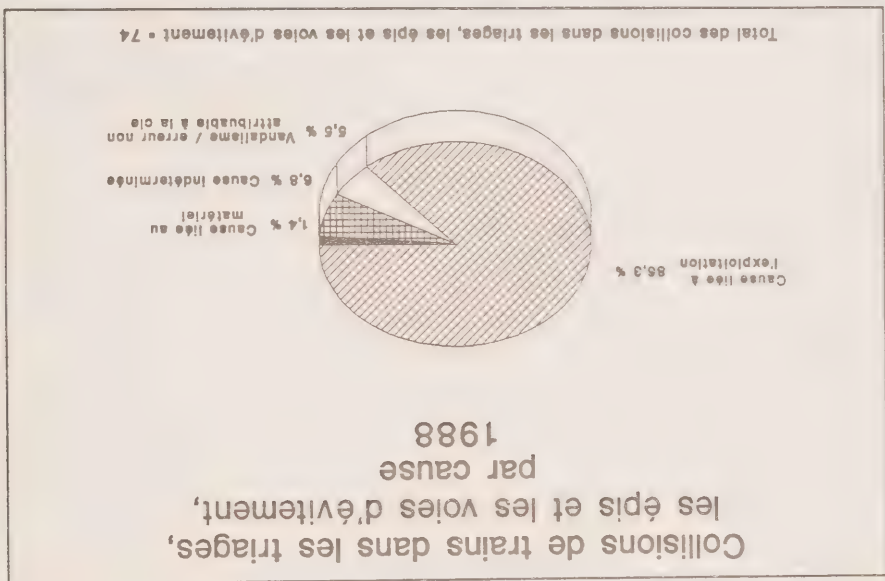 Collisions de trains dans les triages,
les épis et les voies d'évitement,
par cause
1988
Cause liée à
l'exploitation 85,3 %
1,4 % Cause liée au
matériel
6,8 % Cause indéterminée
5,5 % Vandalisme / erreur non
attribuable à la cie
Total des collisions dans les triages, les épis et les voies d'évitement = 74